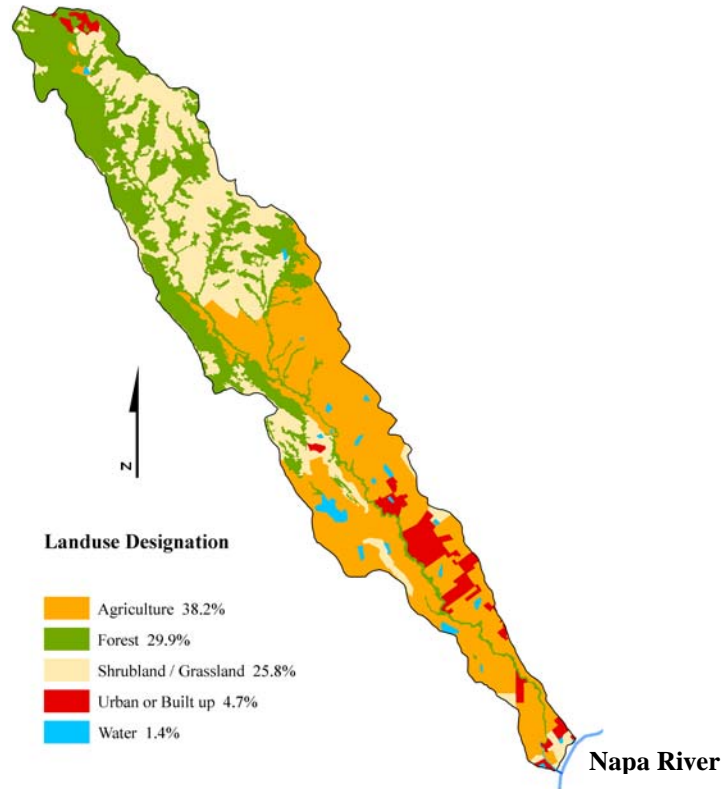 N
Landuse Designation
Agriculture 38.2%
Forest 29.9%
Shrubland / Grassland 25.8%
Urban or Built up 4.7%
Water 1.4%
Napa River